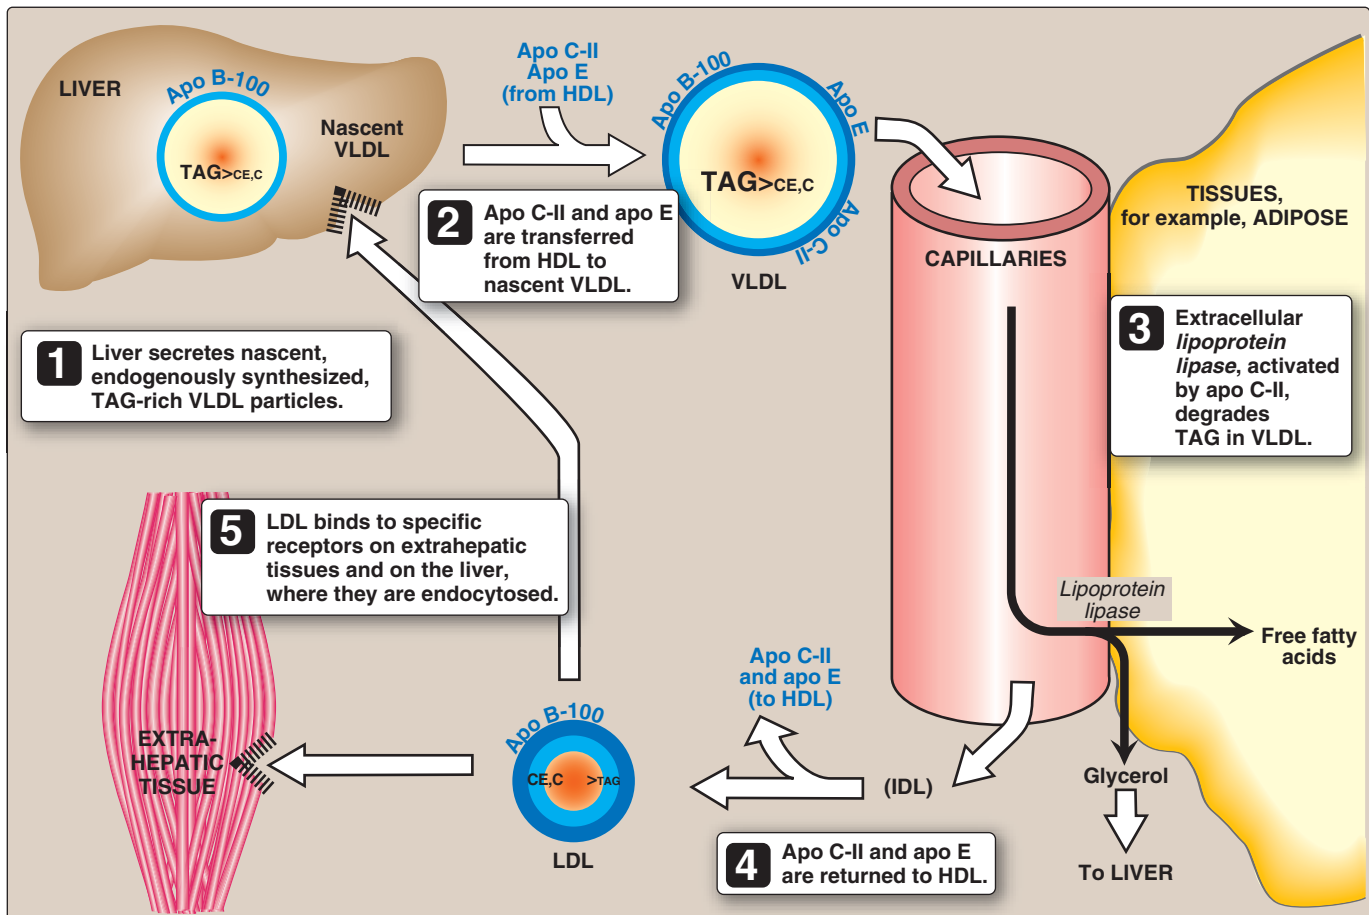 LIVER
Apo B-100
TAG>CE,C
Nascent
VLDL
Apo C-II
Apo E
(from HDL)
Apo B-100
Apo E
Apo C-II
TAG>CE,C
VLDL
2
Apo C-II and apo E
are transferred
from HDL to
nascent VLDL.
CAPILLARIES
TISSUES,
for example, ADIPOSE
1
Liver secretes nascent,
endogenously synthesized,
TAG-rich VLDL particles.
3
Extracellular
lipoprotein
lipase, activated
by apo C-II,
degrades
TAG in VLDL.
5
LDL binds to specific
receptors on extrahepatic
tissues and on the liver,
where they are endocytosed.
Lipoprotein
lipase
Free fatty
acids
Apo C-II
and apo E
(to HDL)
EXTRA-
HEPATIC
TISSUE
Apo B-100
CE,C >TAG
LDL
(IDL)
Glycerol
To LIVER
4
Apo C-II and apo E
are returned to HDL.